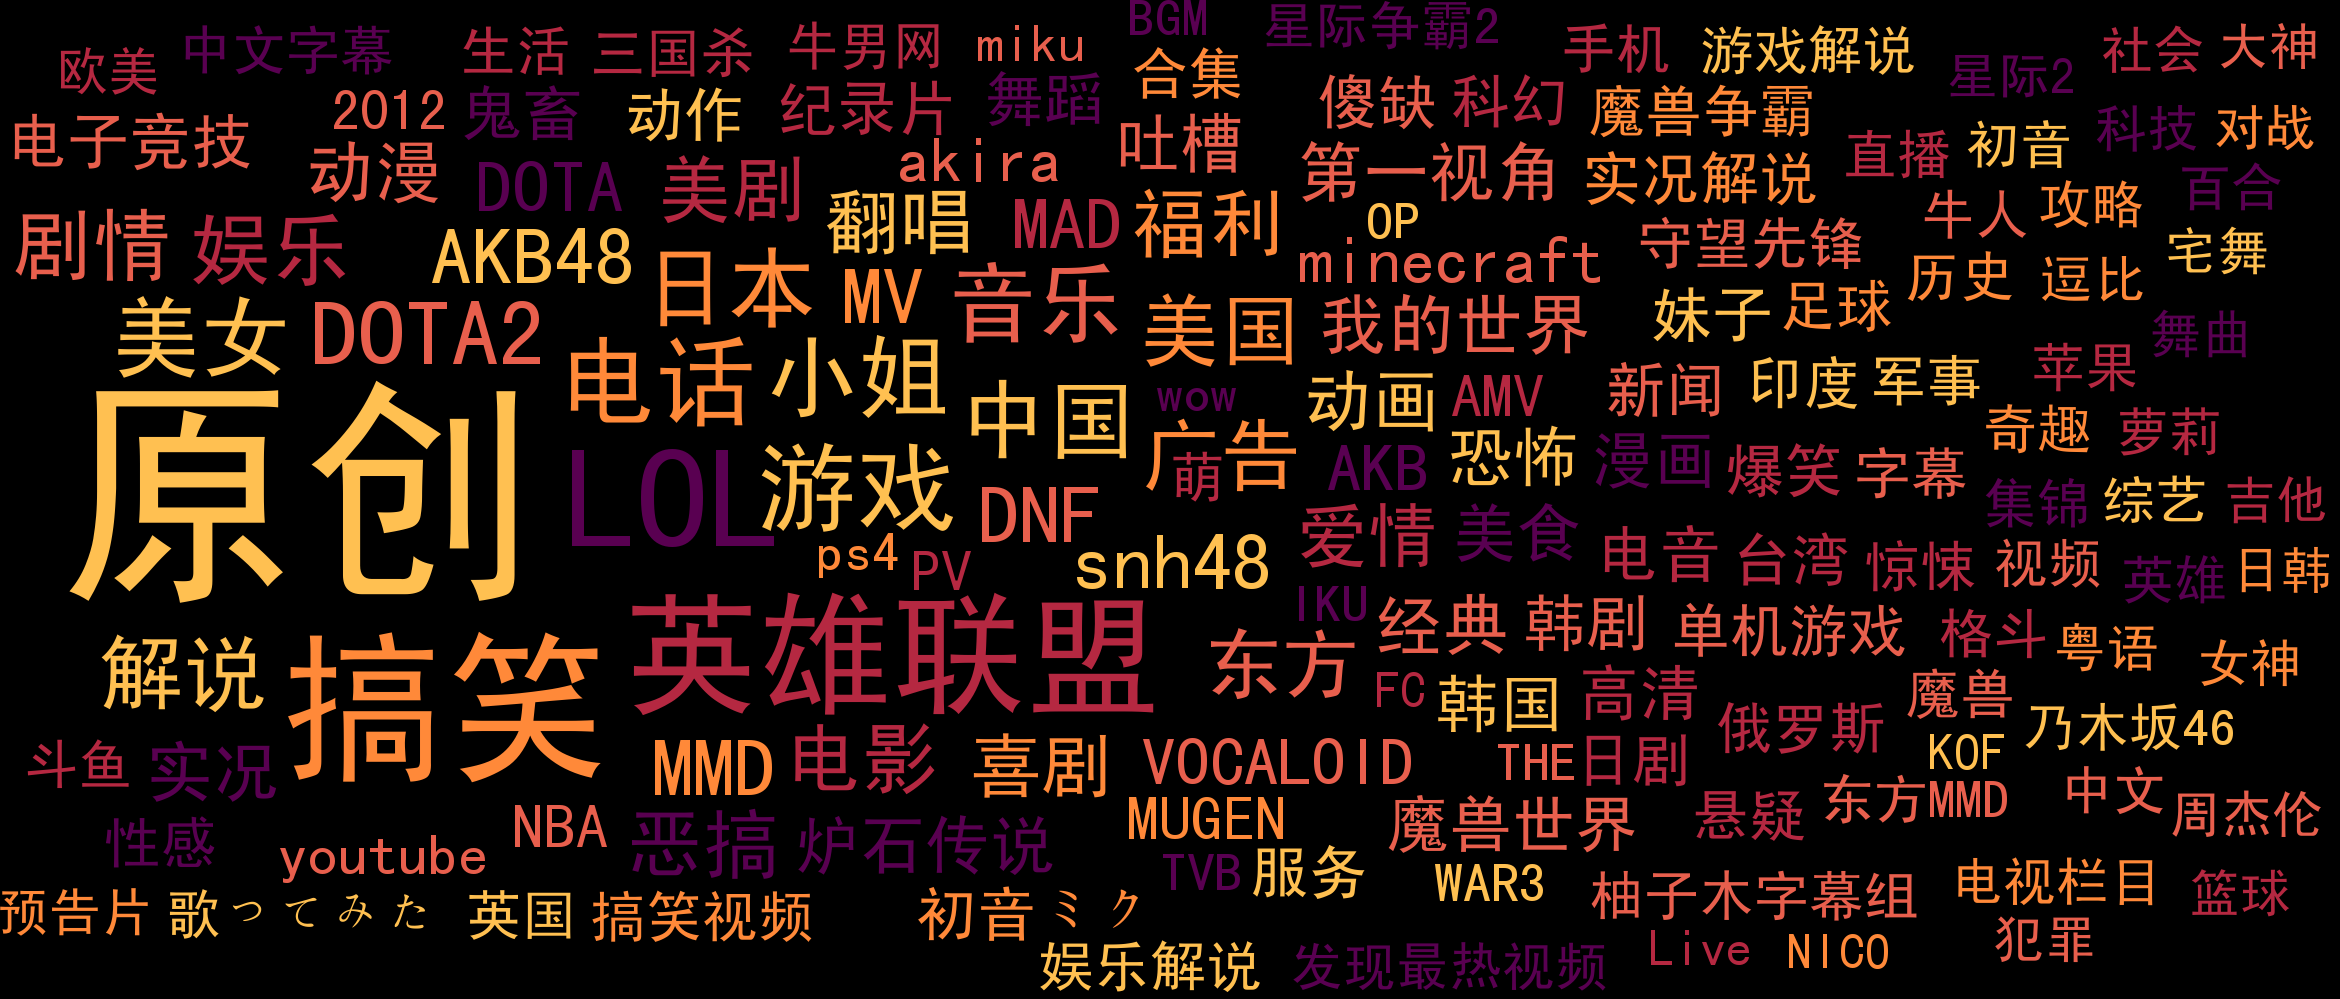 BGM
星际争霸2
欧美
中文字幕
生活
三国杀
牛男网
miku
手机
游戏解说
社会
大神
合集
星际2
2012
鬼畜
动作
纪录片
舞蹈
傻缺
科幻
魔兽争霸
电子竞技
动漫
akira
吐槽
直播
初音
科技
对战
DOTA
美剧
第一视角
实况解说
百合
剧情
娱乐
AKB48
翻唱
MAD
福利
OP
守望先锋
牛人
攻略
宅舞
日本
MV
音乐
minecraft
历史
逗比
美女
DOTA2
美国
我的世界
妹子
足球
舞曲
电话
小姐
中国
wow
动画
AMV
新闻
印度
军事
苹果
原创
LOL
游戏
广告
萌
AKB
恐怖
漫画
爆笑
字幕
奇趣
萝莉
DNF
爱情
美食
集锦
综艺
吉他
ps4
PV
snh48
电音
台湾
惊悚
视频
英雄
日韩
解说
搞笑
英雄联盟
东方
IKU
经典
韩剧
单机游戏
格斗
粤语
女神
FC
韩国
高清
俄罗斯
魔兽
乃木坂46
斗鱼
实况
MMD
电影
喜剧
VOCALOID
THE
日剧
KOF
性感
youtube
NBA
恶搞
炉石传说
MUGEN
魔兽世界
悬疑
东方MMD
中文
周杰伦
TVB
服务
WAR3
柚子木字幕组
电视栏目
篮球
预告片
歌ってみた
英国
搞笑视频
初音ミク
娱乐解说
发现最热视频
Live
NICO
犯罪